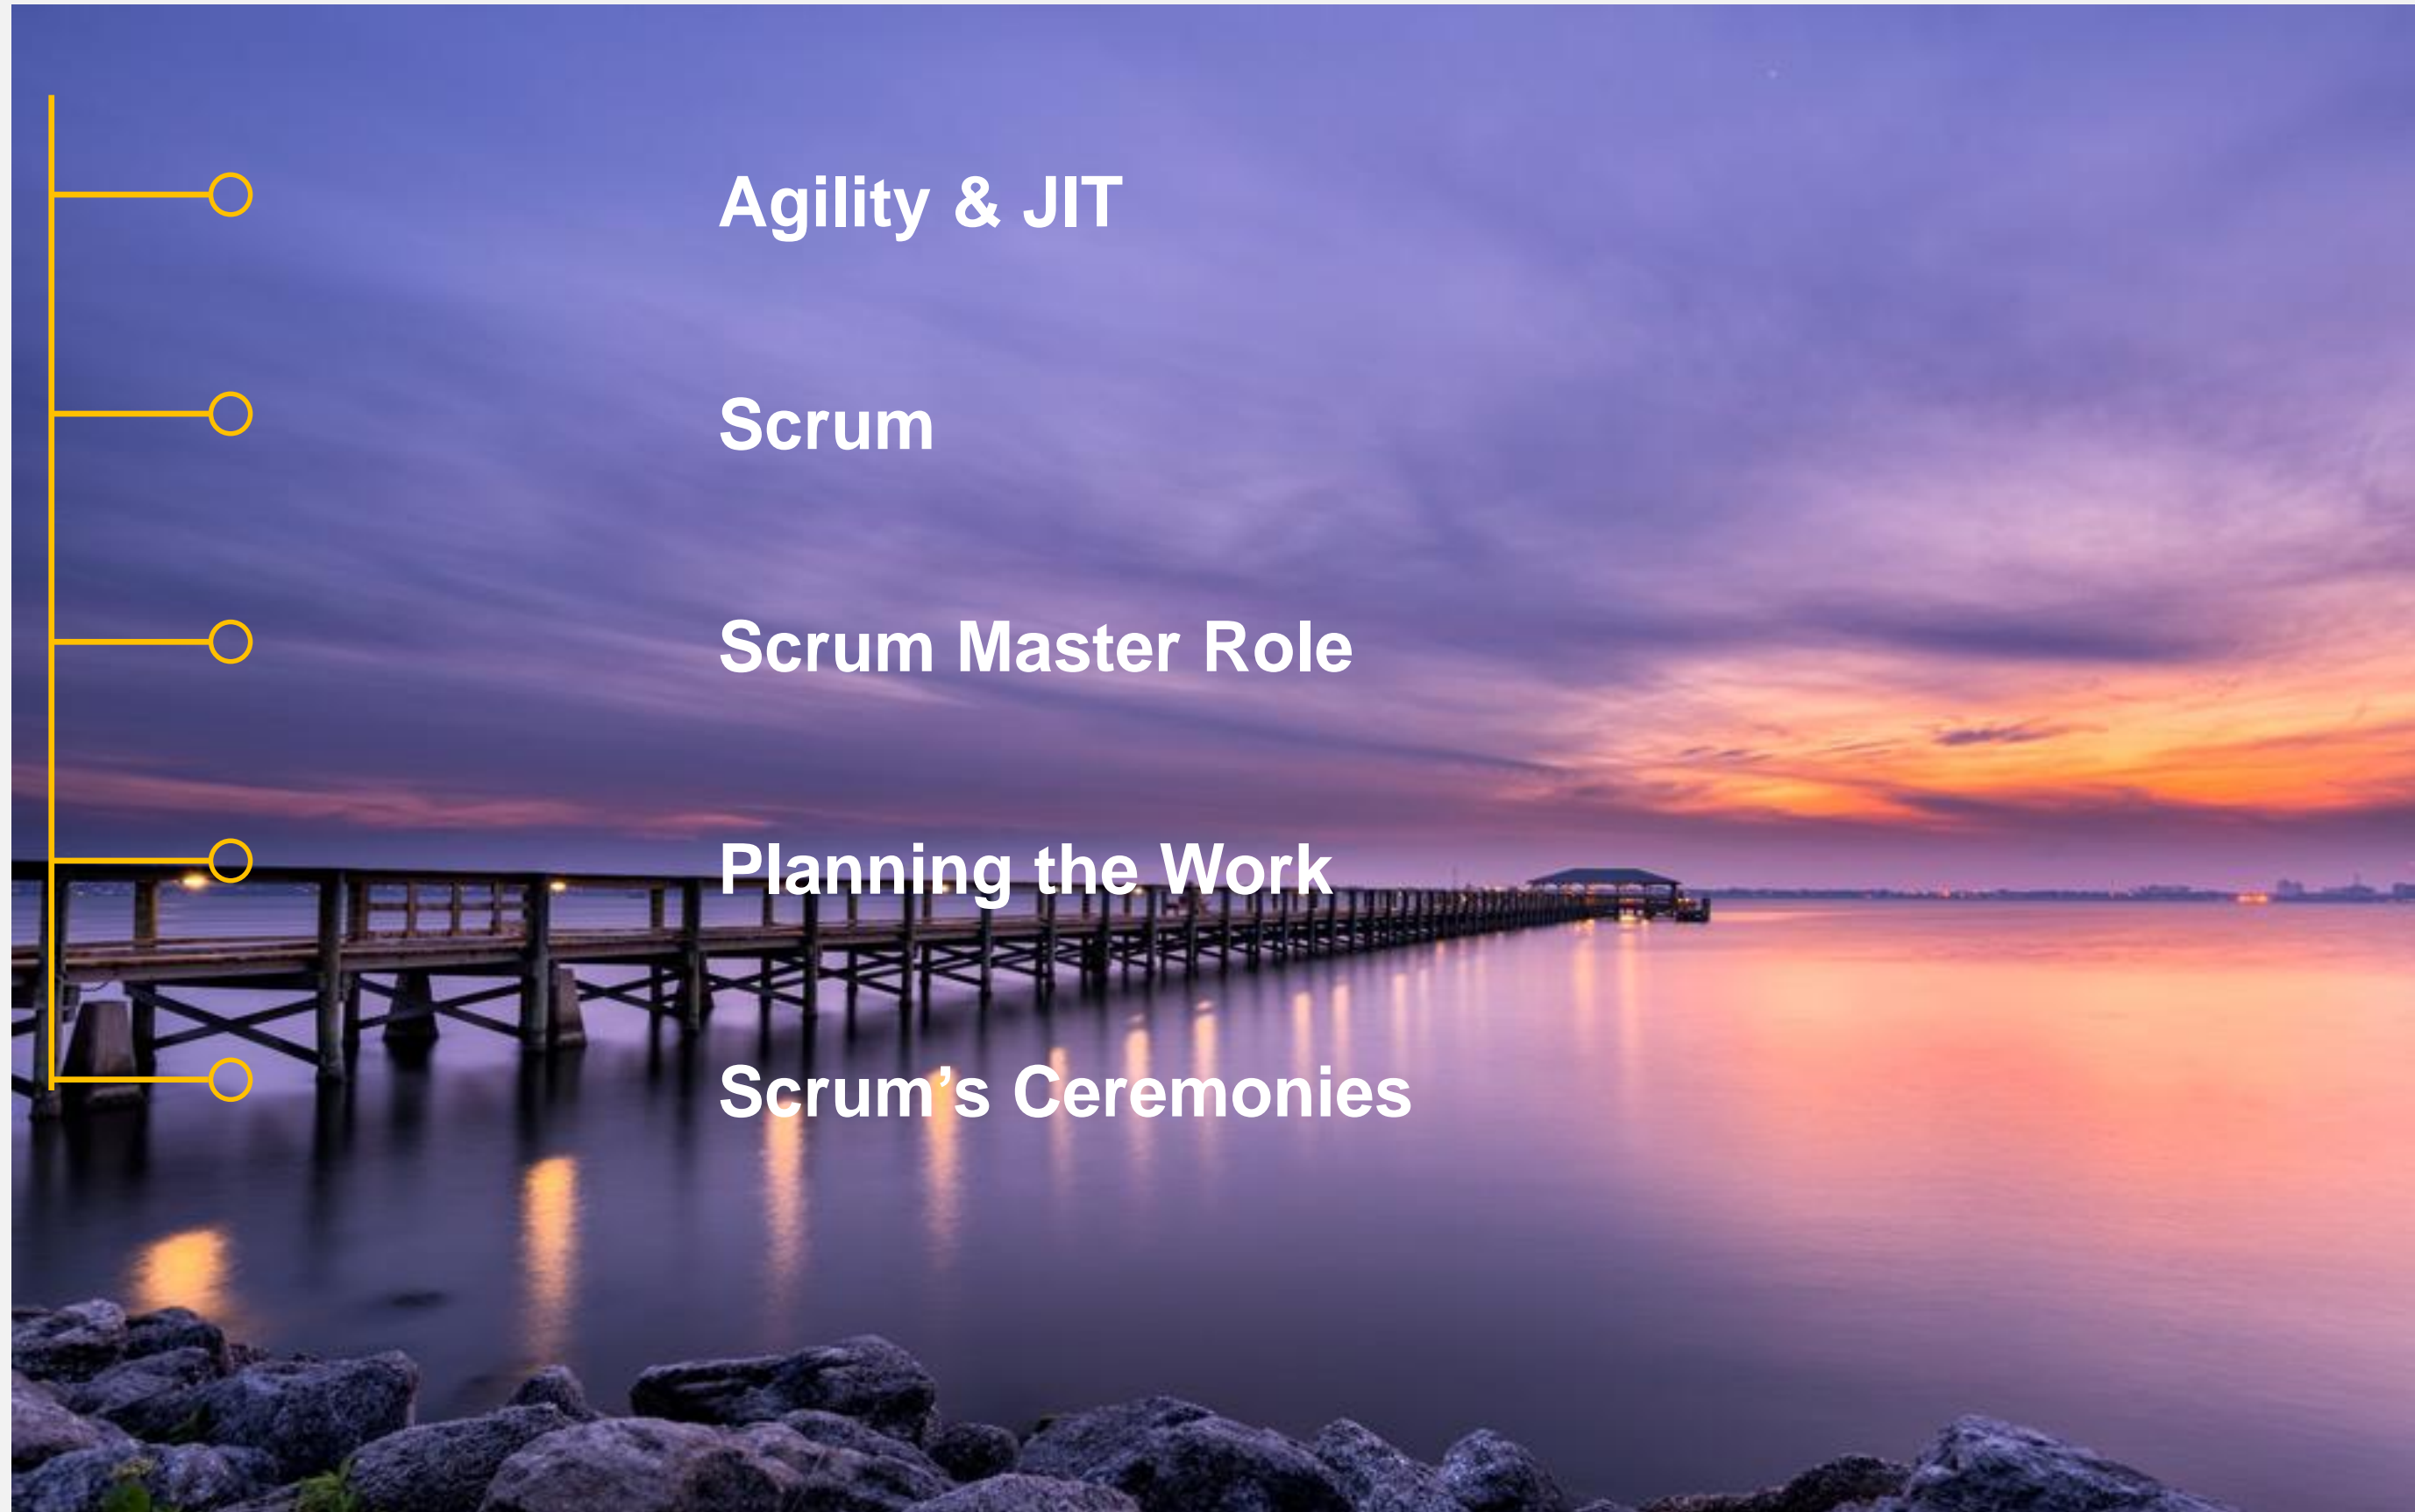 Agility & JIT
Scrum
Scrum Master Role
Planning the Work
Scrum’s Ceremonies